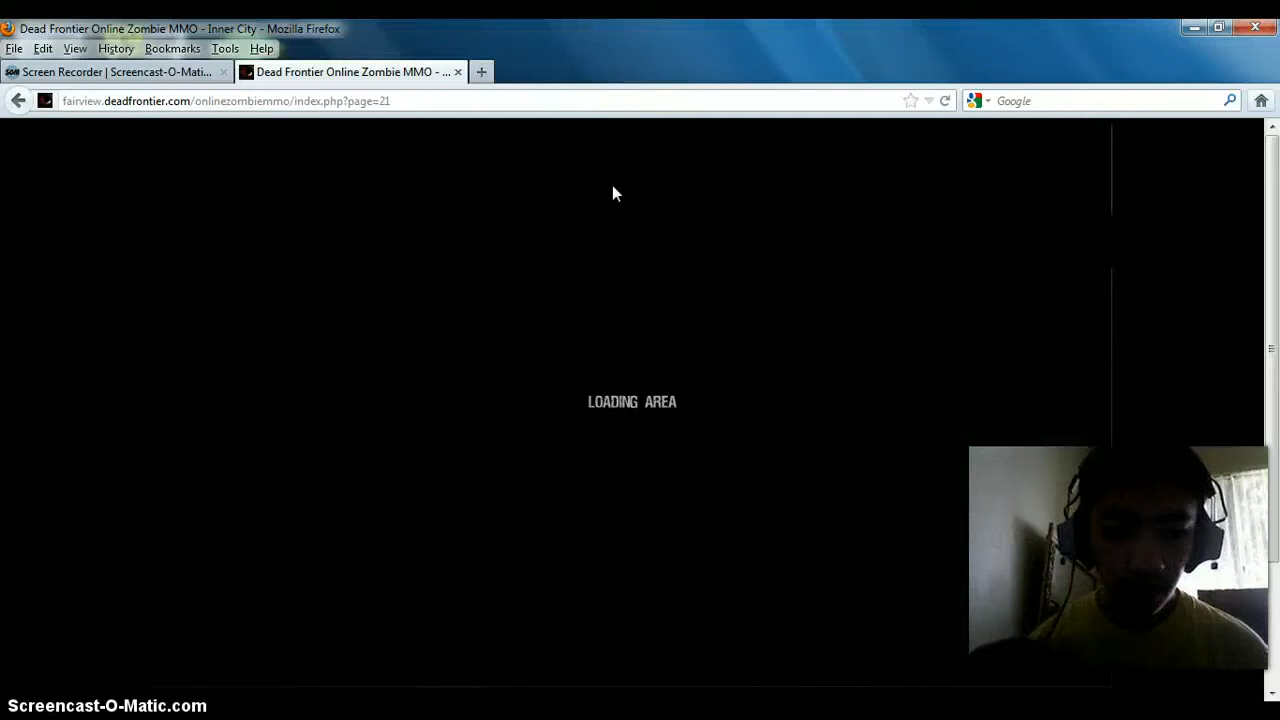 Dead Frontier Online Zombie MMO - Inner City - Mozilla Firefox
File Edit View History Bookmarks Tools Help
SOM Screen Recorder | Screencast-O-Mati... Dead Frontier Online Zombie MMO - ...
fairview.deadfrontier.com/onlinezombiemmo/index.php?page=21 Google
LOADING AREA
Screencast-O-Matic.com